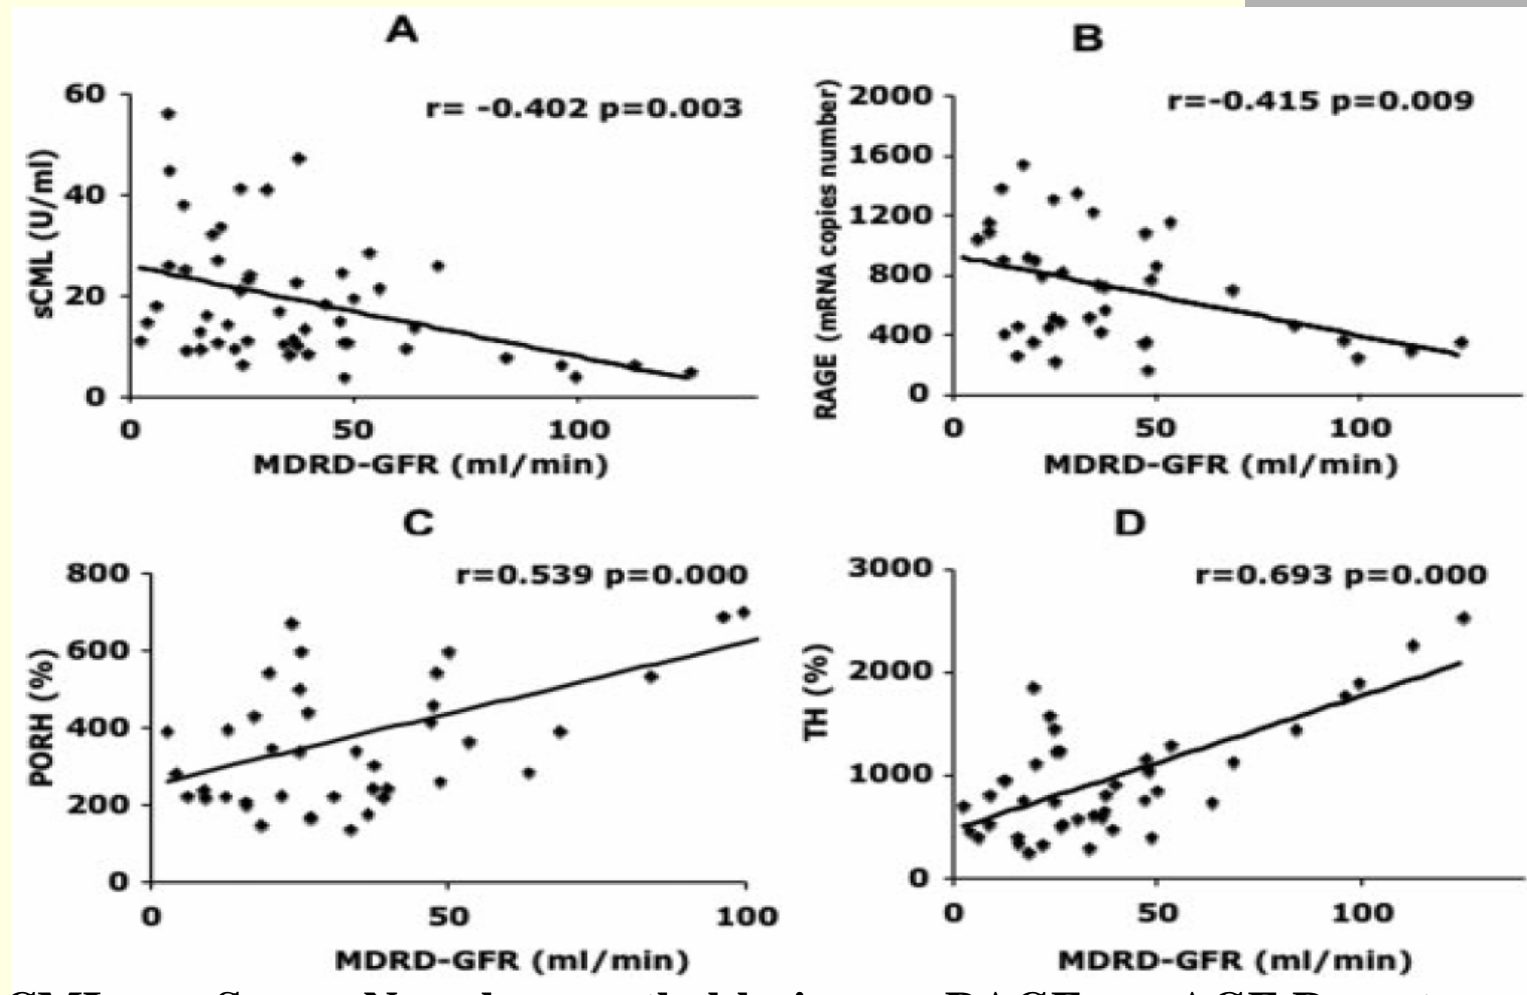 A
r= -0.402 p=0.003
sCML (U/ml)
60
40
20
0
0 50 100
MDRD-GFR (ml/min)
B
r=-0.415 p=0.009
RAGE (mRNA copies number)
2000
1600
1200
800
400
0
0 50 100
MDRD-GFR (ml/min)
C
r=0.539 p=0.000
PORH (%)
800
600
400
200
0
0 50 100
MDRD-GFR (ml/min)
D
r=0.693 p=0.000
TH (%)
3000
2000
1000
0
0 50 100
MDRD-GFR (ml/min)